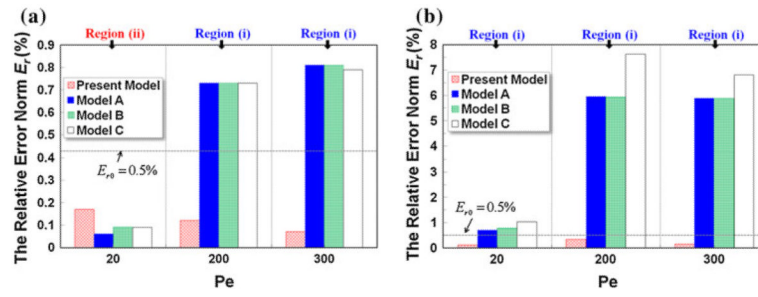 (a)
Region (ii) Region (i) Region (i)
The Relative Error Norm E_r(%)
0.9
0.8
0.7
0.6
0.5
0.4
0.3
0.2
0.1
0
Present Model
Model A
Model B
Model C
E_r0 = 0.5%
20 200 300
Pe
(b)
Region (i) Region (i) Region (i)
The Relative Error Norm E_r(%)
8
7
6
5
4
3
2
1
0
Present Model
Model A
Model B
Model C
E_r0 = 0.5%
20 200 300
Pe